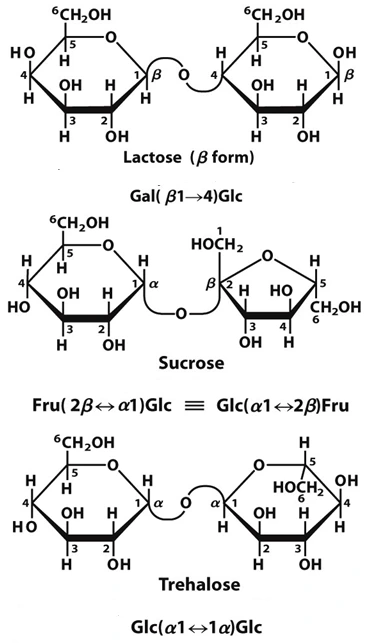 6CH2OH 6CH2OH
HO 5 O H 5 O OH
H H
4 OH H 1 β O 4 OH H 1 β
H H H
3 2 3 2
H OH H OH
Lactose (β form)
Gal(β1→4)Glc
6CH2OH 1
HOCH2 O H
H 5 O H
H
4 OH H 1 α β 2 H HO 5
HO O 3 4 CH2OH
3 2 6
H OH OH H
Sucrose
Fru(2β↔α1)Glc ≡ Glc(α1↔2β)Fru
6CH2OH H
H 5 O H H O 5
H HOCH2 OH
4 OH H 1 α O α 1 OH H 6 4
HO H
3 2 2 3
H OH H OH
Trehalose
Glc(α1↔1α)Glc